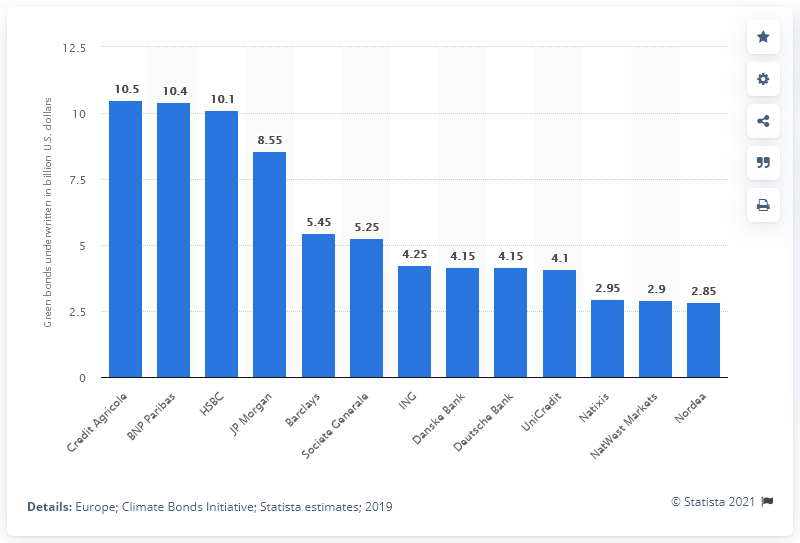 Green bonds underwritten in billion U.S. dollars
12.5
10
7.5
5
2.5
0
10.5
10.4
10.1
8.55
5.45
5.25
4.25
4.15
4.15
4.1
2.95
2.9
2.85
Credit Agricole
BNP Paribas
HSBC
JP Morgan
Barclays
Societe Generale
ING
Danske Bank
Deutsche Bank
UniCredit
Natixis
NatWest Markets
Nordea
Details: Europe; Climate Bonds Initiative; Statista estimates; 2019
© Statista 2021